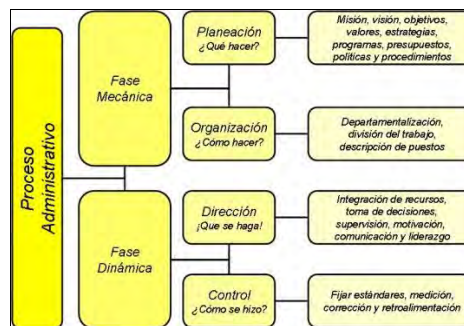 Proceso
Administrativo
Fase
Mecánica
Planeación
¿Qué hacer?
Misión, visión, objetivos,
valores, estrategias,
programas, presupuestos,
políticas y procedimientos
Organización
¿Cómo hacer?
Departamentalización,
división del trabajo,
descripción de puestos
Fase
Dinámica
Dirección
¡Que se haga!
Integración de recursos,
toma de decisiones,
supervisión, motivación,
comunicación y liderazgo
Control
¿Cómo se hizo?
Fijar estándares, medición,
corrección y retroalimentación